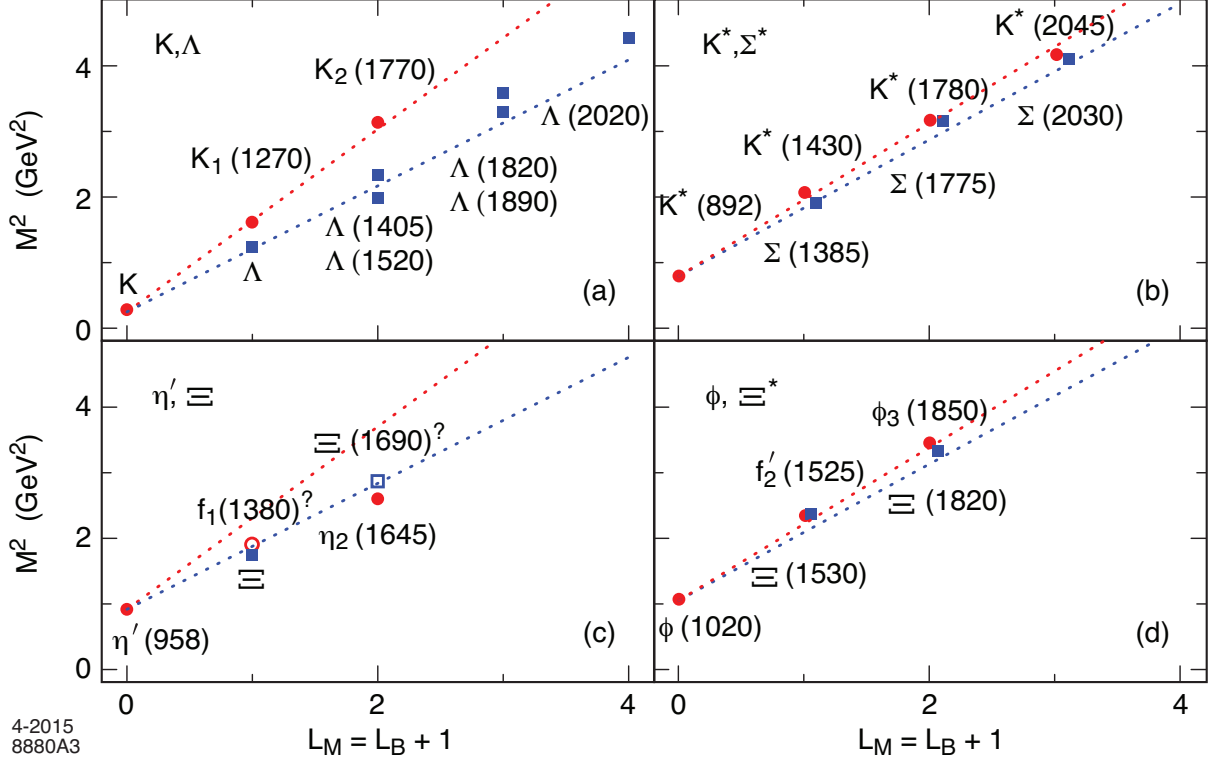 K,Λ
K₂ (1770)
K₁ (1270)
Λ (2020)
Λ (1820)
Λ (1890)
Λ (1405)
Λ (1520)
Λ
K
(a)
4
2
0
M² (GeV²)
K*,Σ*
K* (2045)
K* (1780)
K* (1430)
K* (892)
Σ (2030)
Σ (1775)
Σ (1385)
(b)
η′, Ξ
Ξ (1690)?
f₁(1380)?
η₂ (1645)
Ξ
η′ (958)
(c)
4
2
0
M² (GeV²)
0 2 4
L_M = L_B + 1
φ, Ξ*
φ₃ (1850)
f₂′ (1525)
Ξ (1820)
Ξ (1530)
φ (1020)
(d)
0 2 4
L_M = L_B + 1
4-2015
8880A3